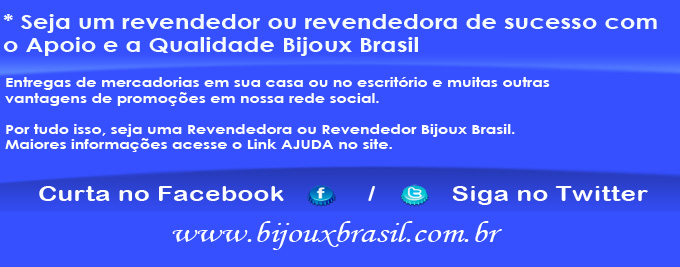 * Seja um revendedor ou revendedora de sucesso com
o Apoio e a Qualidade Bijoux Brasil
Entregas de mercadorias em sua casa ou no escritório e muitas outras
vantagens de promoções em nossa rede social.
Por tudo isso, seja uma Revendedora ou Revendedor Bijoux Brasil.
Maiores informações acesse o Link AJUDA no site.
Curta no Facebook f / t Siga no Twitter
www.bijouxbrasil.com.br